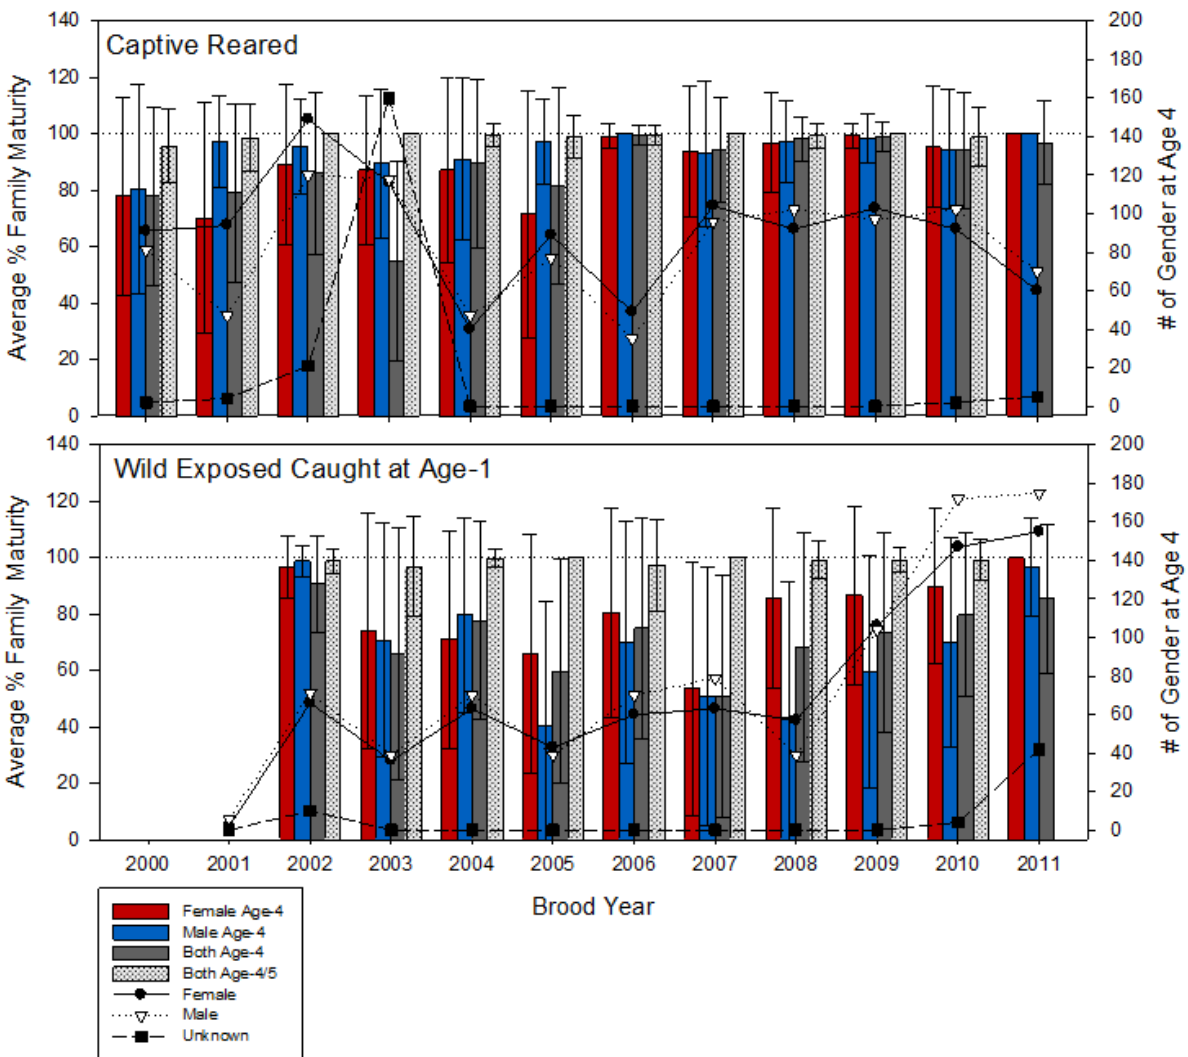 Captive Reared
Average % Family Maturity
140
120
100
80
60
40
20
0
200
180
160
140
120
100
80
60
40
20
0
# of Gender at Age 4
Wild Exposed Caught at Age-1
Average % Family Maturity
140
120
100
80
60
40
20
0
200
180
160
140
120
100
80
60
40
20
0
# of Gender at Age 4
2000 2001 2002 2003 2004 2005 2006 2007 2008 2009 2010 2011
Brood Year
Female Age-4
Male Age-4
Both Age-4
Both Age-4/5
Female
Male
Unknown